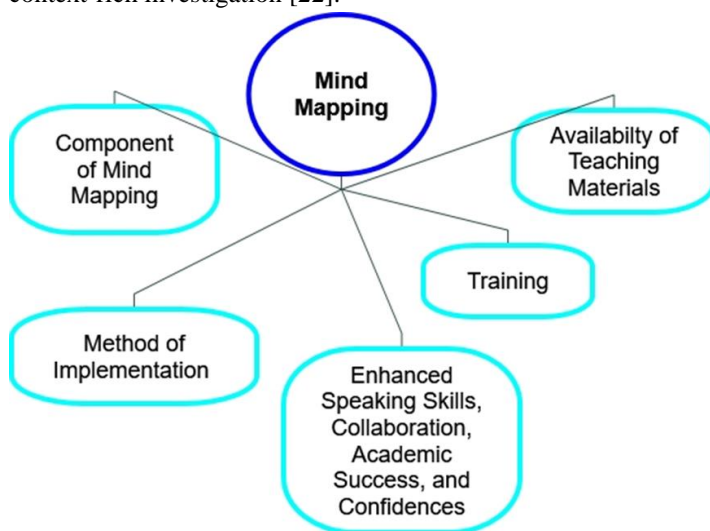 context-rich investigation [22].
Mind
Mapping
Component
of Mind
Mapping
Availabilty of
Teaching
Materials
Training
Method of
Implementation
Enhanced
Speaking Skills,
Collaboration,
Academic
Success, and
Confidences